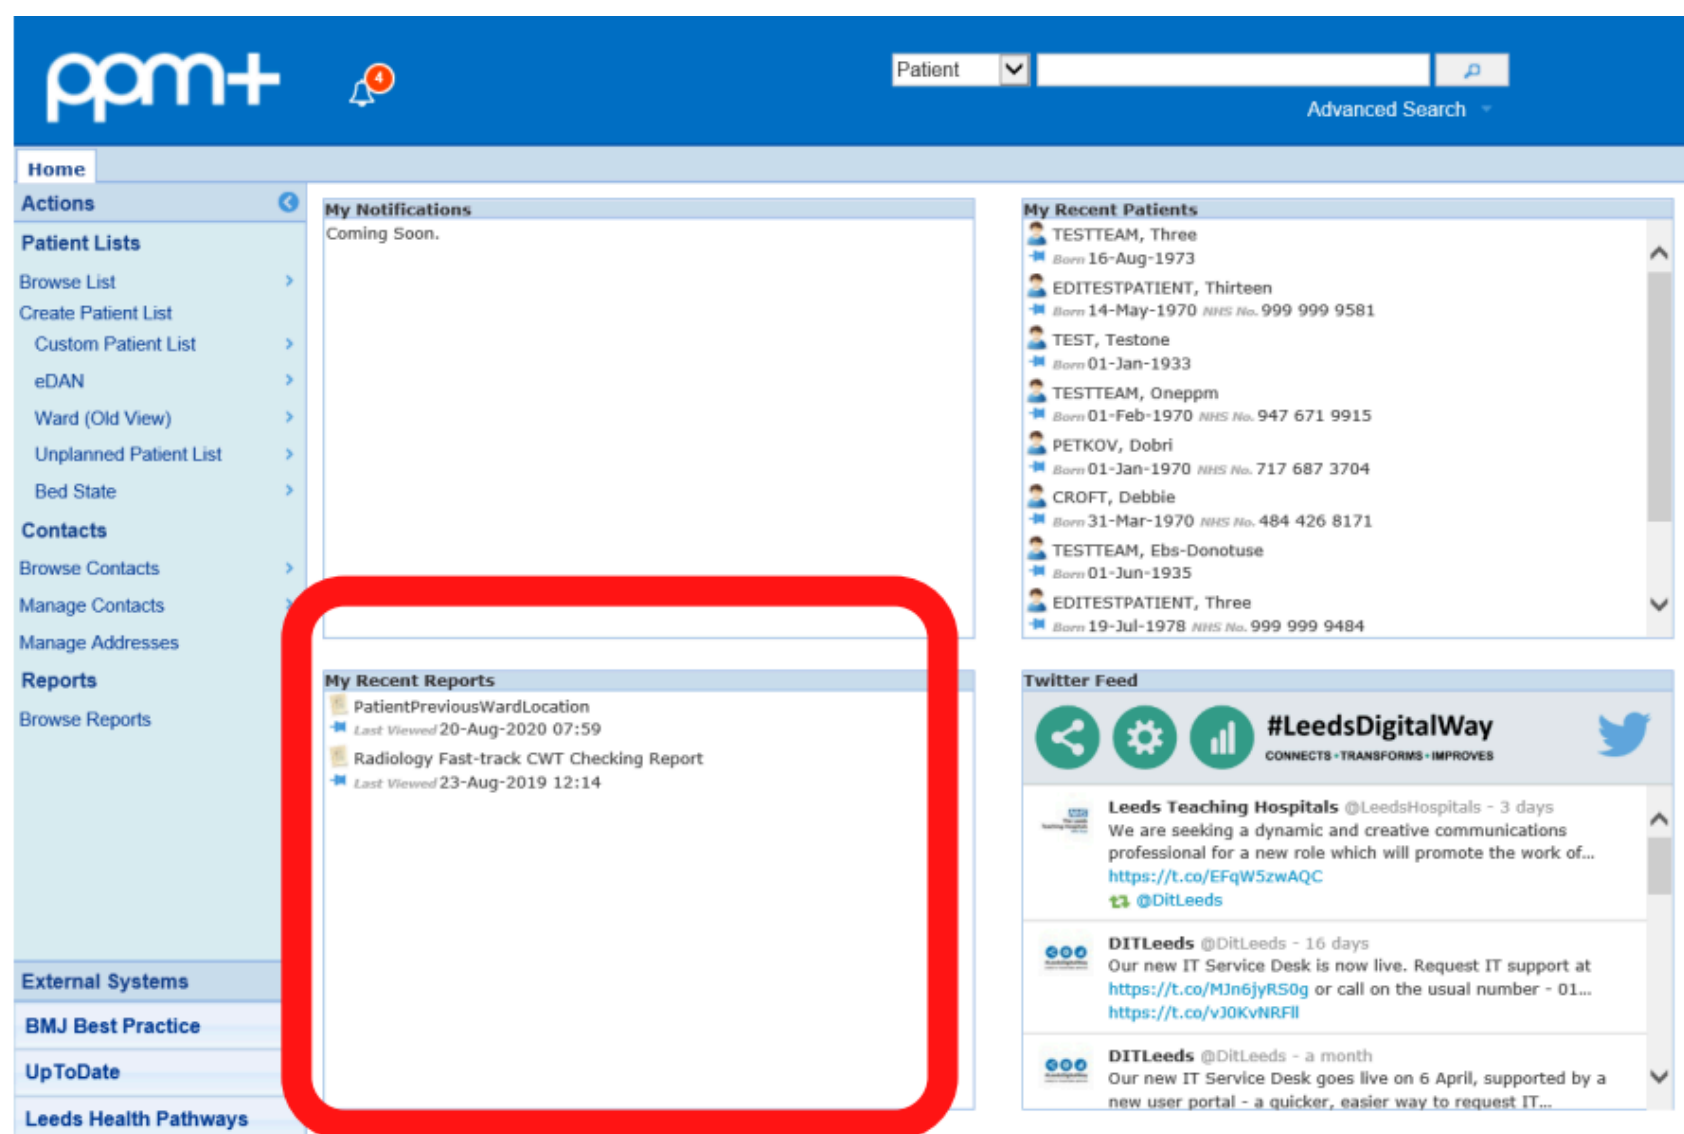 ppm+
4
Patient
Advanced Search
Home
Actions
Patient Lists
Browse List
Create Patient List
Custom Patient List
eDAN
Ward (Old View)
Unplanned Patient List
Bed State
Contacts
Browse Contacts
Manage Contacts
Manage Addresses
Reports
Browse Reports
External Systems
BMJ Best Practice
UpToDate
Leeds Health Pathways
My Notifications
Coming Soon.
My Recent Reports
PatientPreviousWardLocation
Last Viewed 20-Aug-2020 07:59
Radiology Fast-track CWT Checking Report
Last Viewed 23-Aug-2019 12:14
My Recent Patients
TESTTEAM, Three
Born 16-Aug-1973
EDITESTPATIENT, Thirteen
Born 14-May-1970 NHS No. 999 999 9581
TEST, Testone
Born 01-Jan-1933
TESTTEAM, Oneppm
Born 01-Feb-1970 NHS No. 947 671 9915
PETKOV, Dobri
Born 01-Jan-1970 NHS No. 717 687 3704
CROFT, Debbie
Born 31-Mar-1970 NHS No. 484 426 8171
TESTTEAM, Ebs-Donotuse
Born 01-Jun-1935
EDITESTPATIENT, Three
Born 19-Jul-1978 NHS No. 999 999 9484
Twitter Feed
#LeedsDigitalWay
CONNECTS•TRANSFORMS•IMPROVES
NHS
Leeds Teaching Hospitals @LeedsHospitals - 3 days
We are seeking a dynamic and creative communications
professional for a new role which will promote the work of...
https://t.co/EFqW5zwAQC
@DitLeeds
DITLeeds @DitLeeds - 16 days
Our new IT Service Desk is now live. Request IT support at
https://t.co/MJn6jyRS0g or call on the usual number - 01...
https://t.co/vJ0KvNRFll
DITLeeds @DitLeeds - a month
Our new IT Service Desk goes live on 6 April, supported by a
new user portal - a quicker, easier way to request IT...